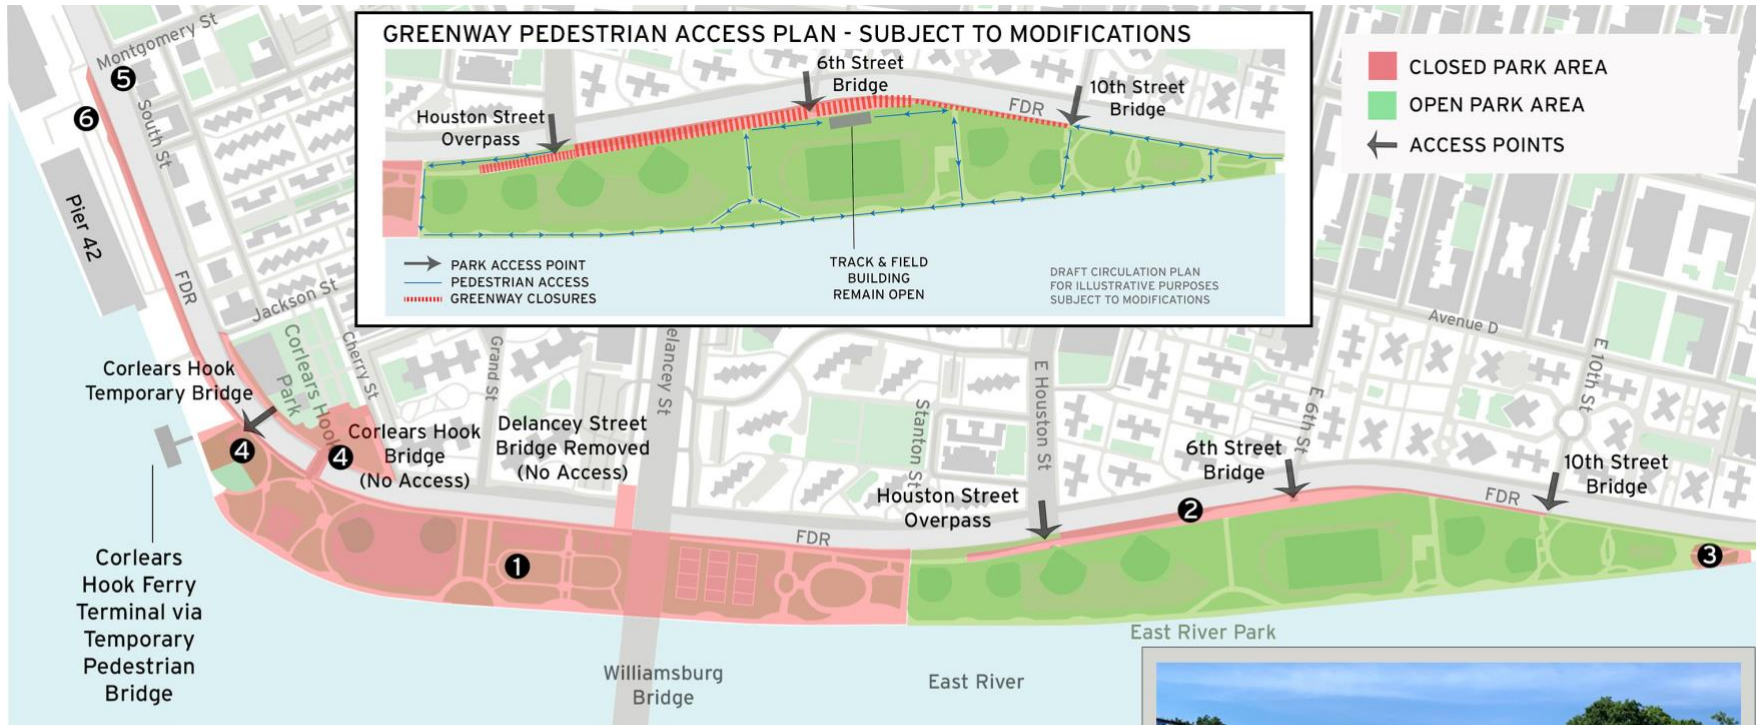 GREENWAY PEDESTRIAN ACCESS PLAN - SUBJECT TO MODIFICATIONS
6th Street
Bridge
10th Street
Bridge
FDR
Houston Street
Overpass
PARK ACCESS POINT
PEDESTRIAN ACCESS
GREENWAY CLOSURES
TRACK & FIELD
BUILDING
REMAIN OPEN
DRAFT CIRCULATION PLAN
FOR ILLUSTRATIVE PURPOSES
SUBJECT TO MODIFICATIONS
CLOSED PARK AREA
OPEN PARK AREA
ACCESS POINTS
Montgomery St
5
6
South St
Pier 42
FDR
Jackson St
Corlears Hook
Park
Cherry St
Grand St
elancey St
Stanton St
E Houston St
E 6th St
Avenue D
E 10th St
Corlears Hook
Temporary Bridge
4
4
Corlears Hook
Bridge
(No Access)
Delancey Street
Bridge Removed
(No Access)
Houston Street
Overpass
6th Street
Bridge
10th Street
Bridge
FDR
FDR
1
2
3
Corlears
Hook Ferry
Terminal via
Temporary
Pedestrian
Bridge
Williamsburg
Bridge
East River
East River Park